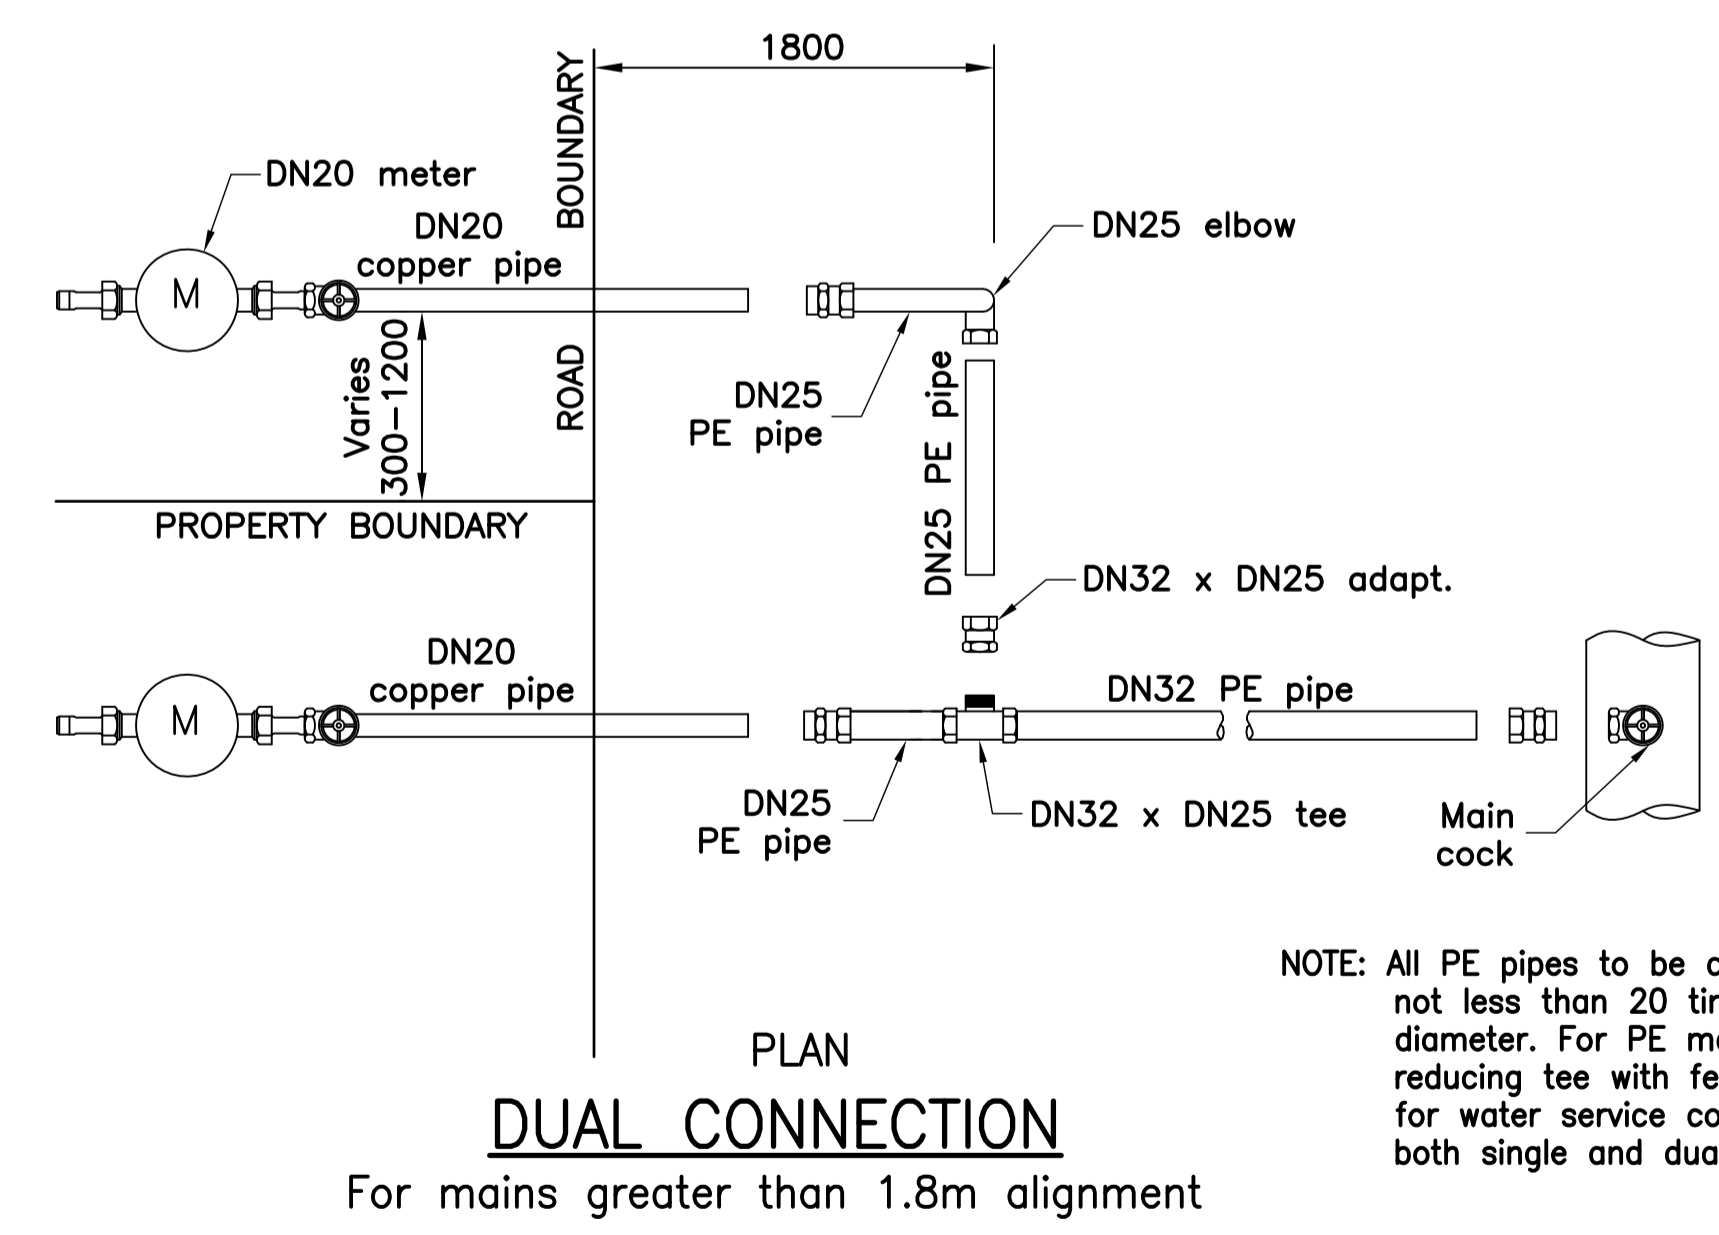 1800
BOUNDARY
DN20 meter
DN20
copper pipe
DN25 elbow
M
Varies
300-1200
ROAD
DN25
PE pipe
DN25 PE pipe
PROPERTY BOUNDARY
DN32 x DN25 adapt.
DN20
copper pipe
DN32 PE pipe
M
DN25
PE pipe
DN32 x DN25 tee
Main
cock
NOTE: All PE pipes to be
not less than 20
diameter. For PE
reducing tee with
for water service
both single and
PLAN
DUAL CONNECTION
For mains greater than 1.8m alignment